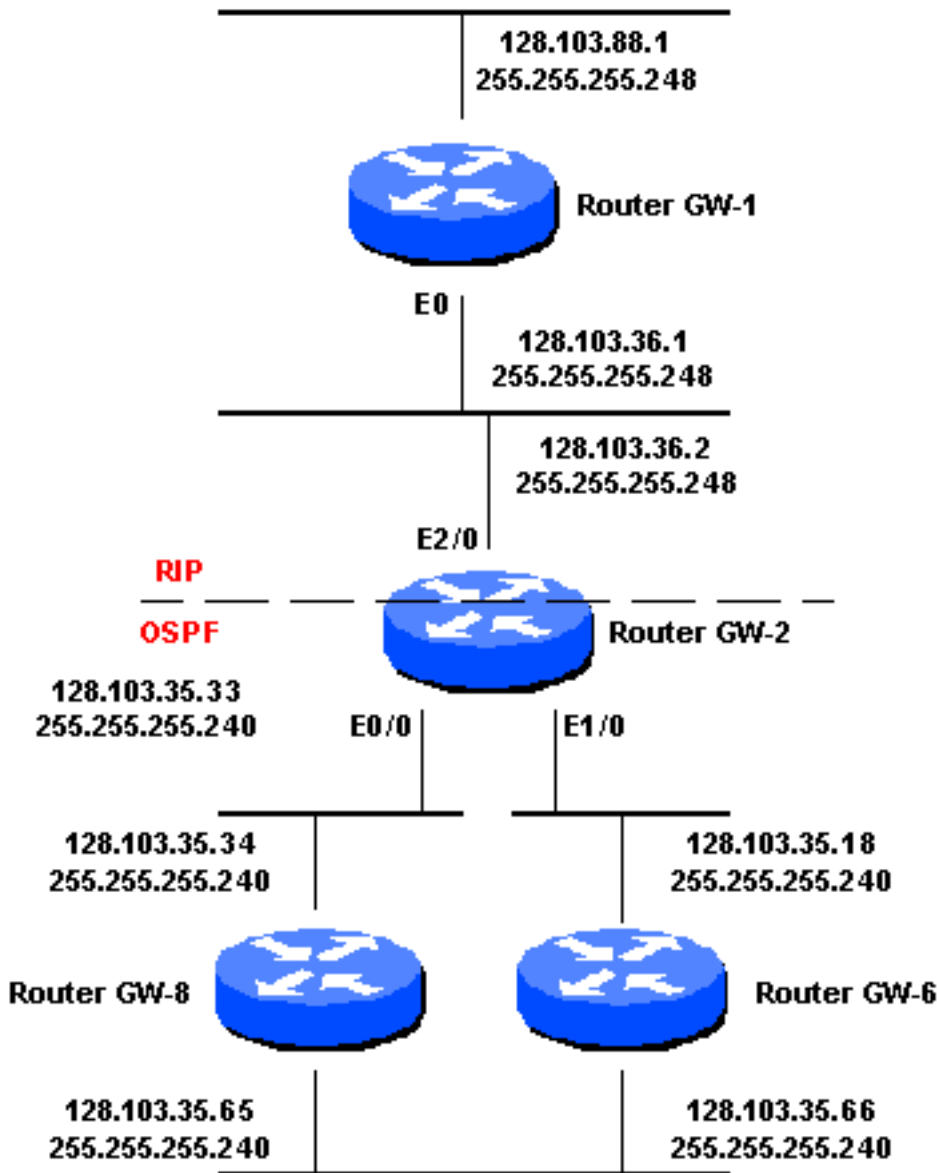 128.103.88.1
255.255.255.248
Router GW-1
E0
128.103.36.1
255.255.255.248
128.103.36.2
255.255.255.248
E2/0
RIP
OSPF
Router GW-2
128.103.35.33
255.255.255.240
E0/0
E1/0
128.103.35.34
255.255.255.240
128.103.35.18
255.255.255.240
Router GW-8
Router GW-6
128.103.35.65
255.255.255.240
128.103.35.66
255.255.255.240